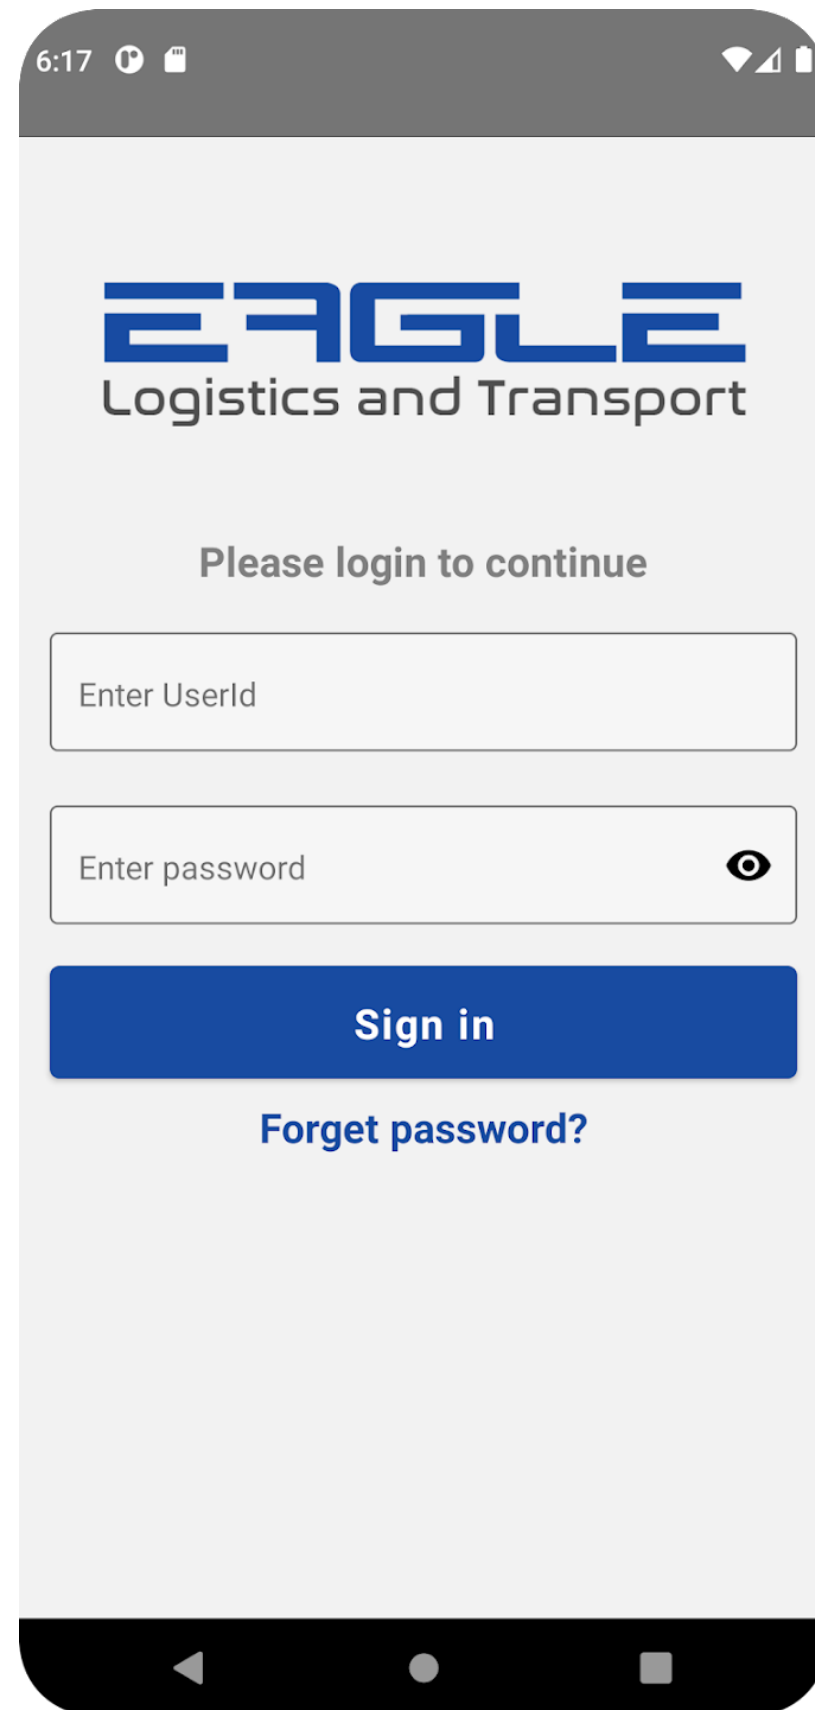 6:17
EAGLE
Logistics and Transport
Please login to continue
Enter UserId
Enter password
Sign in
Forget password?